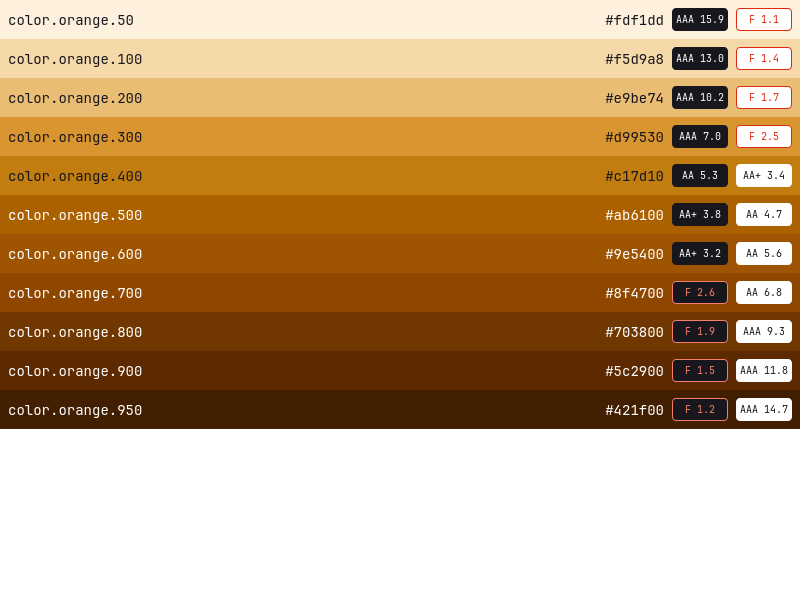 color.orange.50 #fdf1dd AAA 15.9 F 1.1
color.orange.100 #f5d9a8 AAA 13.0 F 1.4
color.orange.200 #e9be74 AAA 10.2 F 1.7
color.orange.300 #d99530 AAA 7.0 F 2.5
color.orange.400 #c17d10 AA 5.3 AA+ 3.4
color.orange.500 #ab6100 AA+ 3.8 AA 4.7
color.orange.600 #9e5400 AA+ 3.2 AA 5.6
color.orange.700 #8f4700 F 2.6 AA 6.8
color.orange.800 #703800 F 1.9 AAA 9.3
color.orange.900 #5c2900 F 1.5 AAA 11.8
color.orange.950 #421f00 F 1.2 AAA 14.7